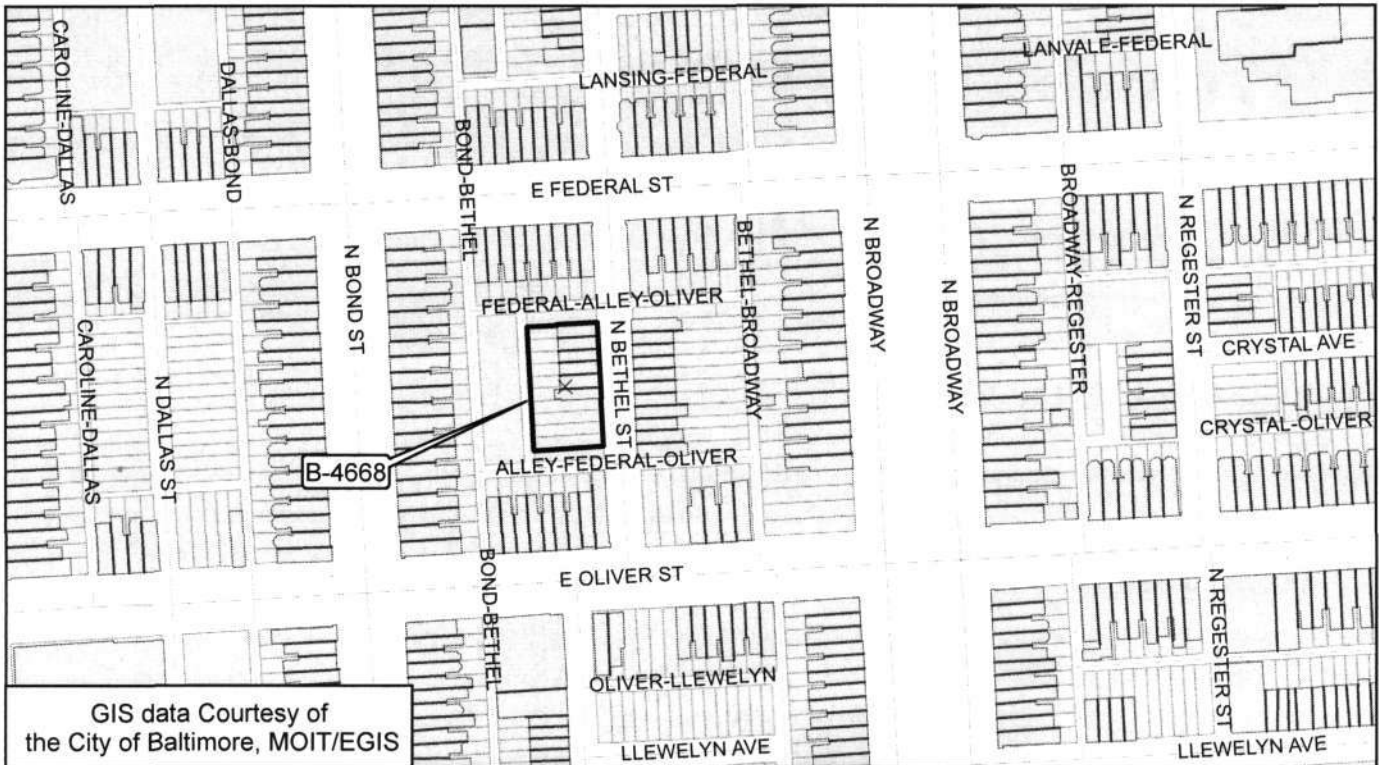 CAROLINE-DALLAS
DALLAS-BOND
LANSING-FEDERAL
LANVALE-FEDERAL
BOND-BETHEL
E FEDERAL ST
N BOND ST
FEDERAL-ALLEY-OLIVER
N BETHEL ST
BETHEL-BROADWAY
N BROADWAY
N BROADWAY
BROADWAY-REGESTER
N REGESTER ST
CRYSTAL AVE
CAROLINE-DALLAS
N DALLAS ST
B-4668
ALLEY-FEDERAL-OLIVER
CRYSTAL-OLIVER
BOND-BETHEL
E OLIVER ST
OLIVER-LLEWELYN
N REGESTER ST
LLEWELYN AVE
LLEWELYN AVE
GIS data Courtesy of
the City of Baltimore, MOIT/EGIS